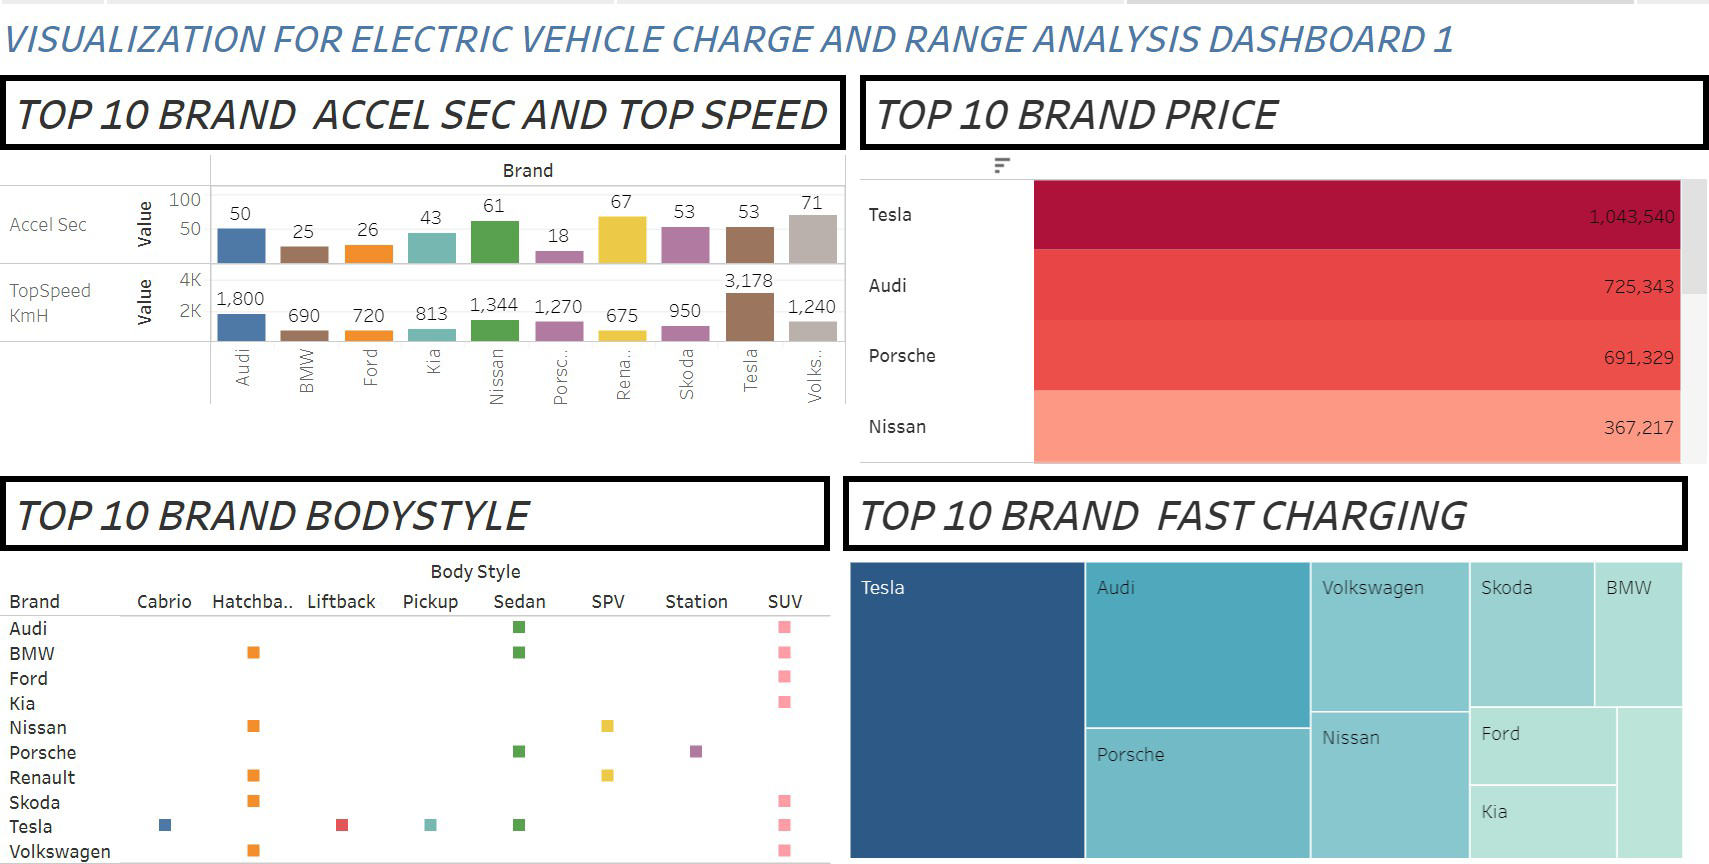 VISUALIZATION FOR ELECTRIC VEHICLE CHARGE AND RANGE ANALYSIS DASHBOARD 1
TOP 10 BRAND ACCEL SEC AND TOP SPEED
Brand
Accel Sec
Value
100
50
50
25
26
43
61
18
67
53
53
71
TopSpeed
KmH
Value
4K
2K
1,800
690
720
813
1,344
1,270
675
950
3,178
1,240
Audi
BMW
Ford
Kia
Nissan
Porsc..
Rena..
Skoda
Tesla
Volks..
TOP 10 BRAND PRICE
Tesla 1,043,540
Audi 725,343
Porsche 691,329
Nissan 367,217
TOP 10 BRAND BODYSTYLE
Body Style
Brand Cabrio Hatchba.. Liftback Pickup Sedan SPV Station SUV
Audi
BMW
Ford
Kia
Nissan
Porsche
Renault
Skoda
Tesla
Volkswagen
TOP 10 BRAND FAST CHARGING
Tesla
Audi
Porsche
Volkswagen
Nissan
Skoda
BMW
Ford
Kia